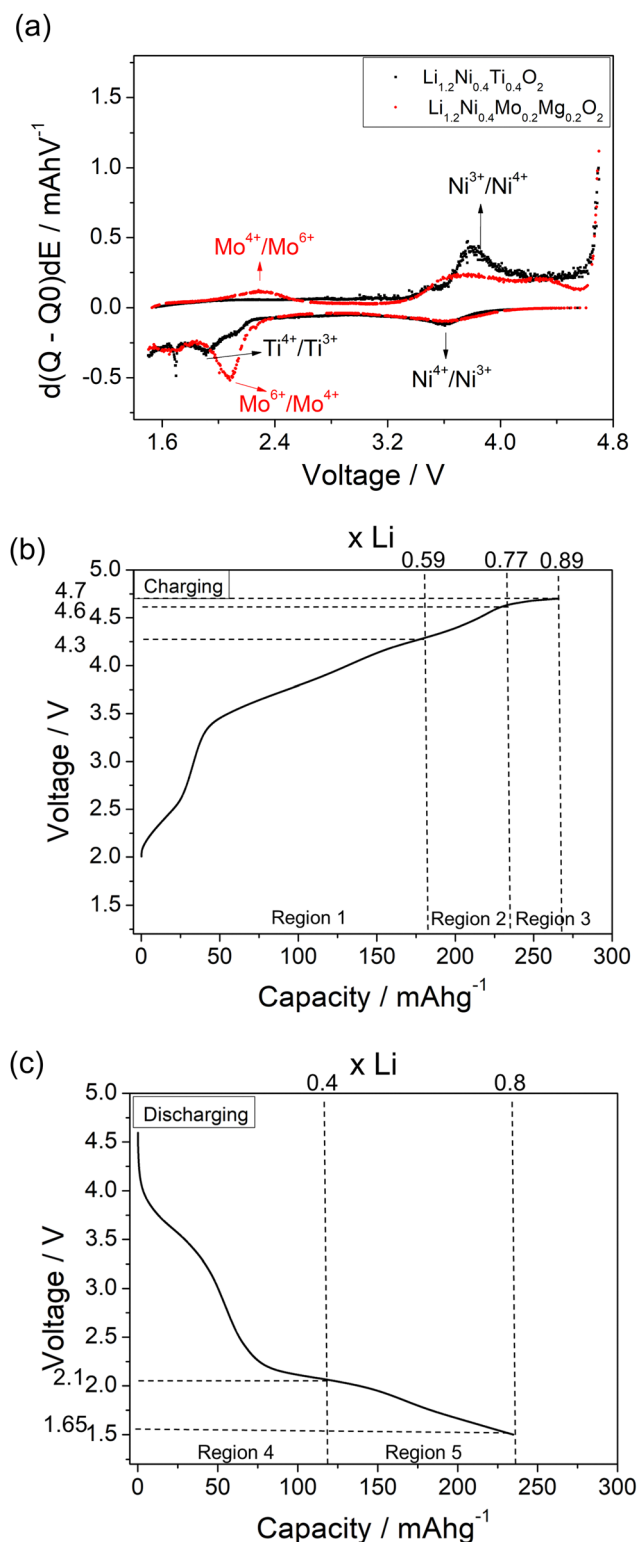 (a)
1.5
1.0
0.5
0.0
-0.5
d(Q - Q0)dE / mAhV⁻¹
Li₁.₂Ni₀.₄Ti₀.₄O₂
Li₁.₂Ni₀.₄Mo₀.₂Mg₀.₂O₂
Ni³⁺/Ni⁴⁺
Mo⁴⁺/Mo⁶⁺
Ti⁴⁺/Ti³⁺
Mo⁶⁺/Mo⁴⁺
Ni⁴⁺/Ni³⁺
1.6 2.4 3.2 4.0 4.8
Voltage / V
(b)
x Li
0.59 0.77 0.89
Charging
5.0
4.7
4.6
4.5
4.3
4.0
3.5
3.0
2.5
2.0
1.5
Voltage / V
Region 1 Region 2 Region 3
0 50 100 150 200 250 300
Capacity / mAhg⁻¹
(c)
x Li
0.4 0.8
Discharging
5.0
4.5
4.0
3.5
3.0
2.5
2.1
2.0
1.65
1.5
Voltage / V
Region 4 Region 5
0 50 100 150 200 250 300
Capacity / mAhg⁻¹